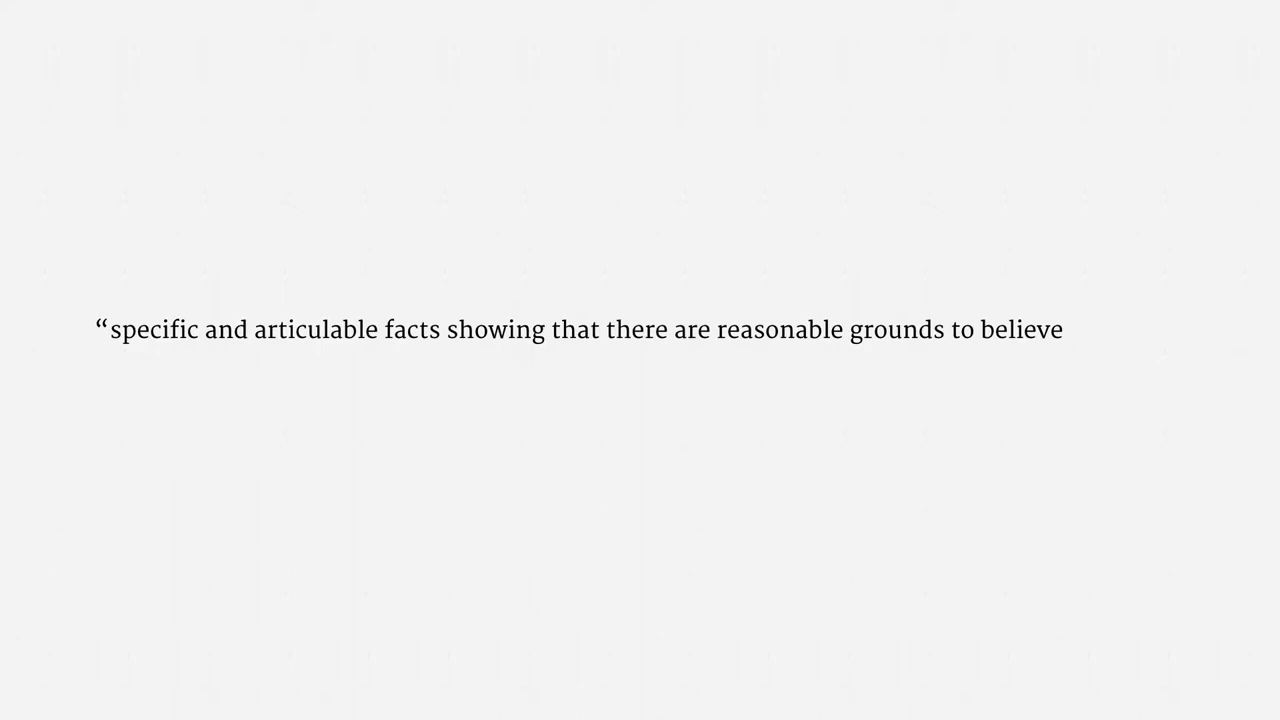 “specific and articulable facts showing that there are reasonable grounds to believe